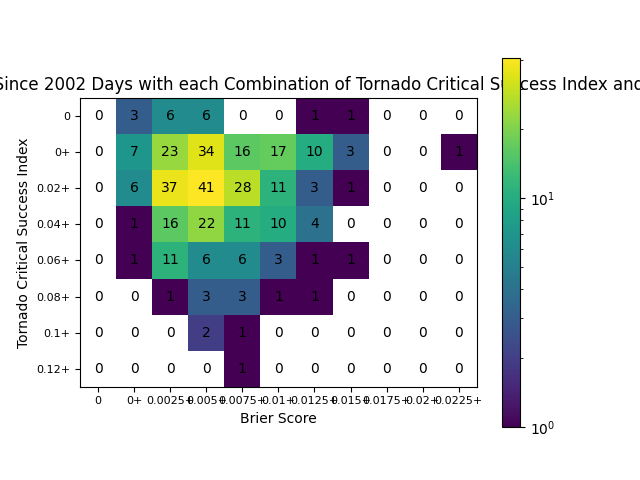 Since 2002 Days with each Combination of Tornado Critical Success Index and
Tornado Critical Success Index
0 0 3 6 6 0 0 1 1 0 0 0
0+ 0 7 23 34 16 17 10 3 0 0 1
0.02+ 0 6 37 41 28 11 3 1 0 0 0
0.04+ 0 1 16 22 11 10 4 0 0 0 0
0.06+ 0 1 11 6 6 3 1 1 0 0 0
0.08+ 0 0 1 3 3 1 1 0 0 0 0
0.1+ 0 0 0 2 1 0 0 0 0 0 0
0.12+ 0 0 0 0 1 0 0 0 0 0 0
0 0+ 0.0025+ 0.005+ 0.0075+ 0.01+ 0.0125+ 0.015+ 0.0175+ 0.02+ 0.0225+
Brier Score
10¹
10⁰